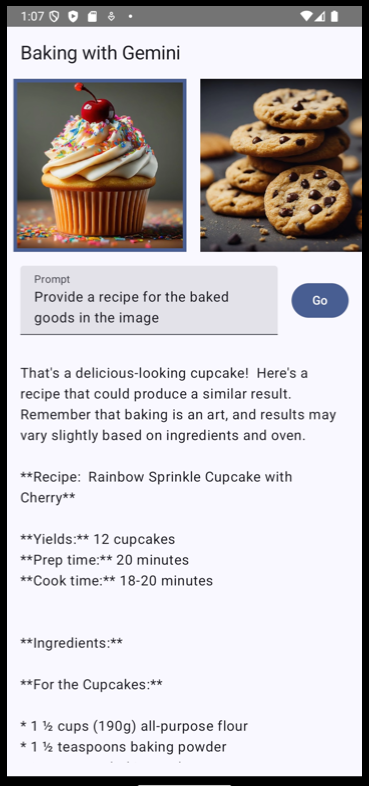 1:07
Baking with Gemini
Prompt
Provide a recipe for the baked
goods in the image
Go
That's a delicious-looking cupcake!  Here's a
recipe that could produce a similar result.
Remember that baking is an art, and results may
vary slightly based on ingredients and oven.
**Recipe:  Rainbow Sprinkle Cupcake with
Cherry**
**Yields:** 12 cupcakes
**Prep time:** 20 minutes
**Cook time:** 18-20 minutes
**Ingredients:**
**For the Cupcakes:**
* 1 ½ cups (190g) all-purpose flour
* 1 ½ teaspoons baking powder